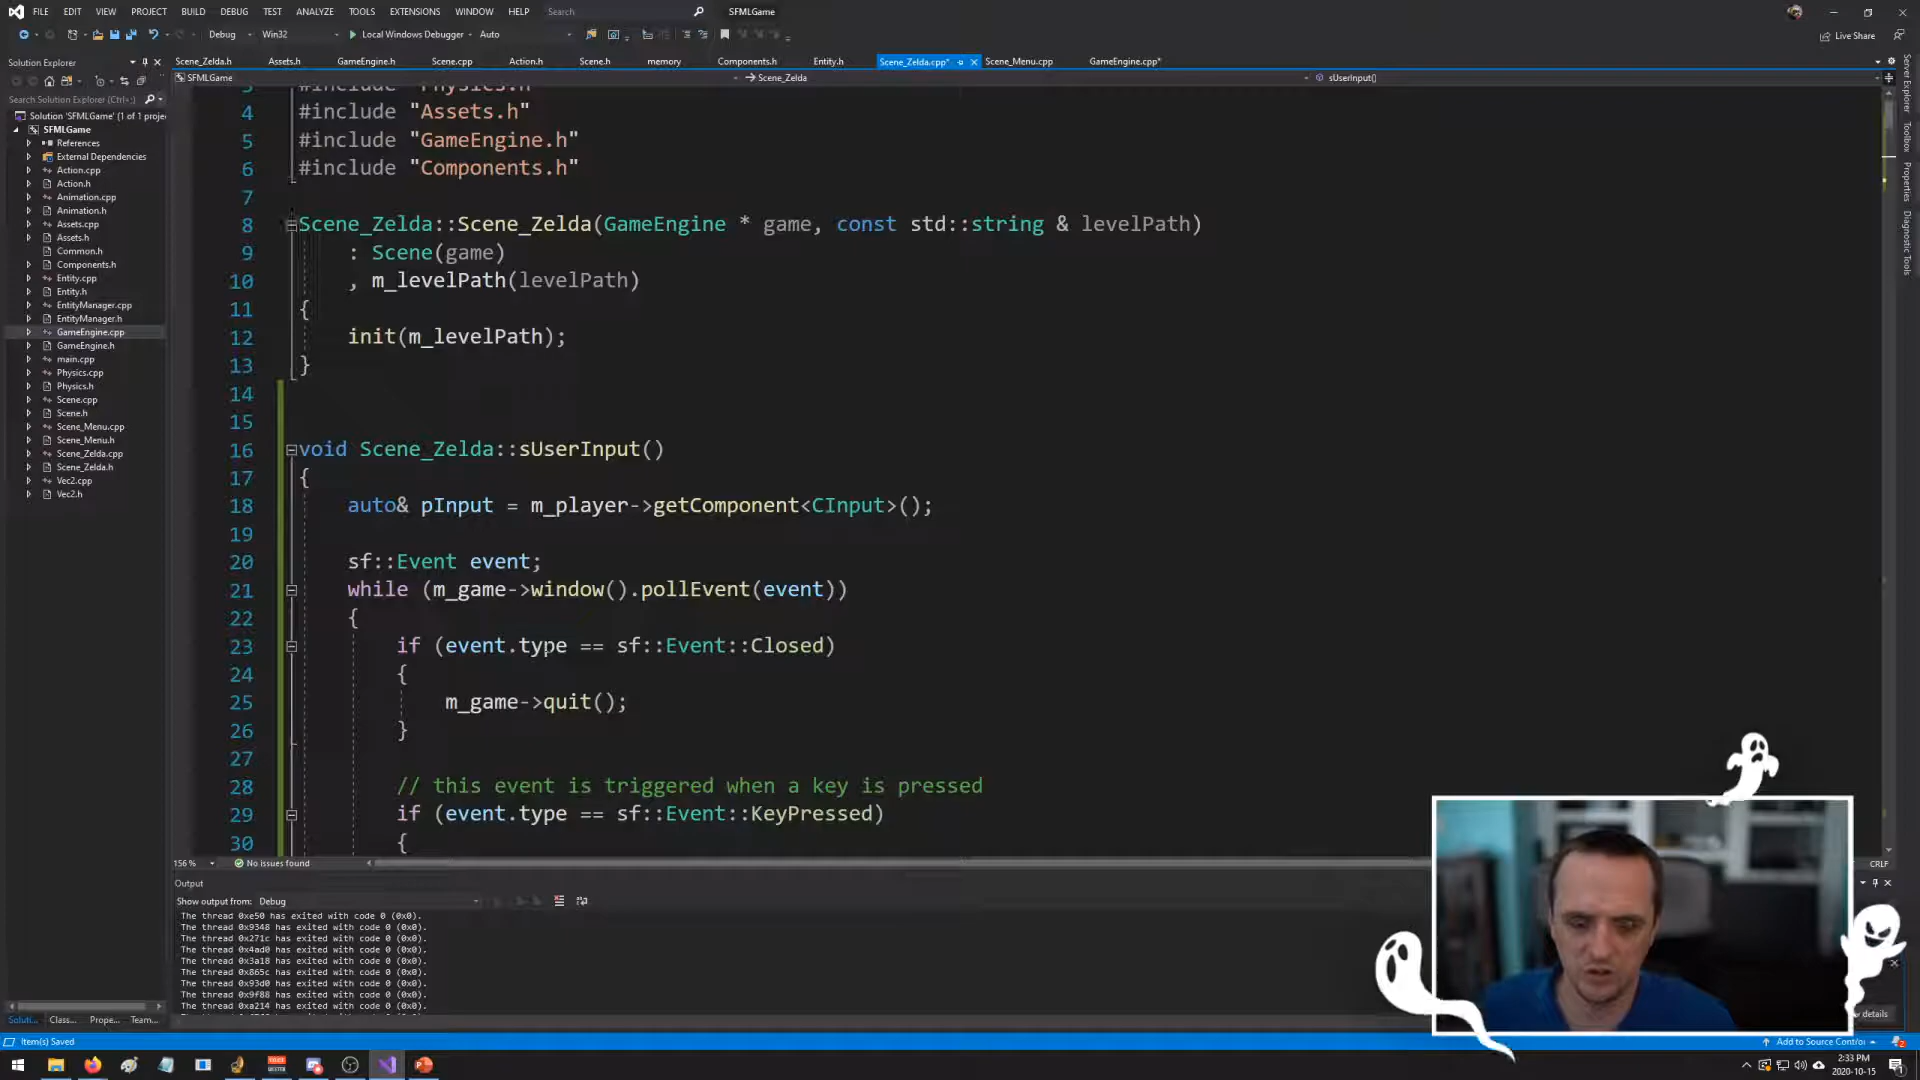 FILE EDIT VIEW PROJECT BUILD DEBUG TEST ANALYZE TOOLS EXTENSIONS WINDOW HELP Search SFMLGame
Debug Win32 Local Windows Debugger Auto Live Share
Solution Explorer
Search Solution Explorer (Ctrl+;)
Solution 'SFMLGame' (1 of 1 projec
SFMLGame
References
External Dependencies
Action.cpp
Action.h
Animation.cpp
Animation.h
Assets.cpp
Assets.h
Common.h
Components.h
Entity.cpp
Entity.h
EntityManager.cpp
EntityManager.h
GameEngine.cpp
GameEngine.h
main.cpp
Physics.cpp
Physics.h
Scene.cpp
Scene.h
Scene_Menu.cpp
Scene_Menu.h
Scene_Zelda.cpp
Scene_Zelda.h
Vec2.cpp
Vec2.h
Soluti... Class... Prope... Team...
Scene_Zelda.h Assets.h GameEngine.h Scene.cpp Action.h Scene.h memory Components.h Entity.h Scene_Zelda.cpp* Scene_Menu.cpp GameEngine.cpp*
SFMLGame Scene_Zelda sUserInput()
3 #include "Physics.h"
4 #include "Assets.h"
5 #include "GameEngine.h"
6 #include "Components.h"
7
8 Scene_Zelda::Scene_Zelda(GameEngine * game, const std::string & levelPath)
9 : Scene(game)
10 , m_levelPath(levelPath)
11 {
12 init(m_levelPath);
13 }
14
15
16 void Scene_Zelda::sUserInput()
17 {
18 auto& pInput = m_player->getComponent<CInput>();
19
20 sf::Event event;
21 while (m_game->window().pollEvent(event))
22 {
23 if (event.type == sf::Event::Closed)
24 {
25 m_game->quit();
26 }
27
28 // this event is triggered when a key is pressed
29 if (event.type == sf::Event::KeyPressed)
30 {
156 % No issues found CRLF
Output
Show output from: Debug
The thread 0xe50 has exited with code 0 (0x0).
The thread 0x9348 has exited with code 0 (0x0).
The thread 0x271c has exited with code 0 (0x0).
The thread 0x4ad0 has exited with code 0 (0x0).
The thread 0x3a18 has exited with code 0 (0x0).
The thread 0x865c has exited with code 0 (0x0).
The thread 0x93d0 has exited with code 0 (0x0).
The thread 0x9f88 has exited with code 0 (0x0).
The thread 0xa214 has exited with code 0 (0x0).
Server Explorer
Toolbox
Properties
Diagnostic Tools
details
Item(s) Saved Add to Source Control
2:33 PM
2020-10-15